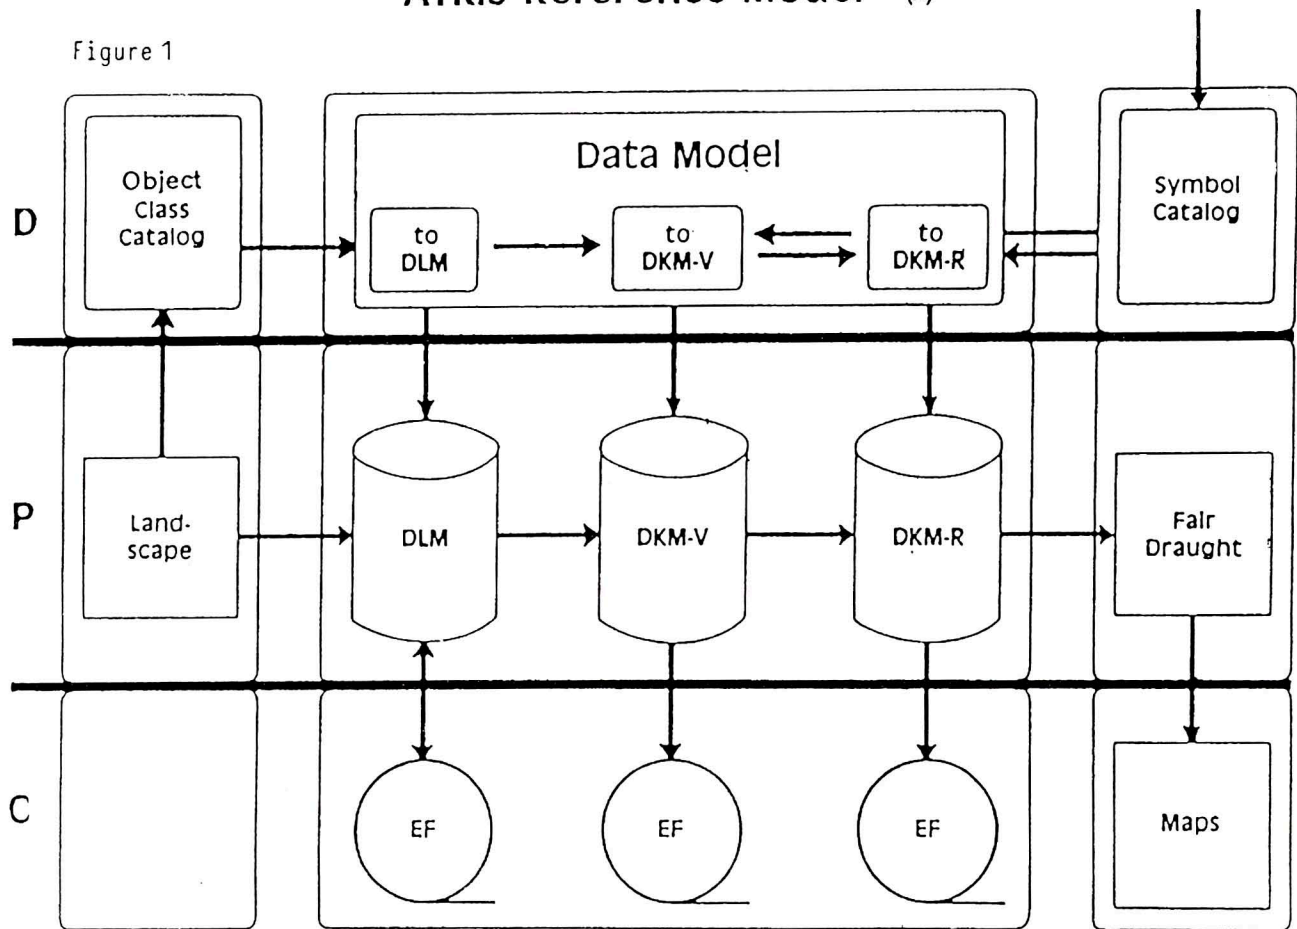 Figure 1
Data Model
Object
Class
Catalog
Symbol
Catalog
D
to
DLM
to
DKM-V
to
DKM-R
P
Land-
scape
DLM
DKM-V
DKM-R
Fair
Draught
C
EF
EF
EF
Maps